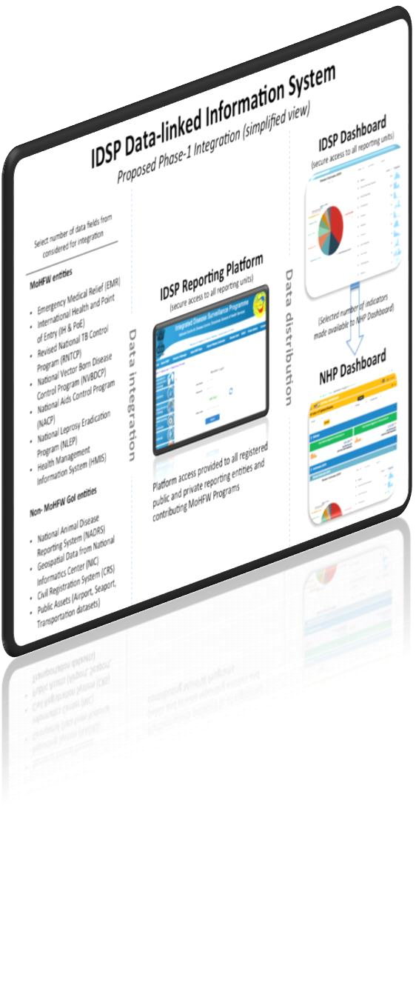 IDSP Data-linked Information System
Proposed Phase-1 Integration (simplified view)
Select number of data fields from
considered for integration
MoHFW entities
• Emergency Medical Relief (EMR)
• International Health and Point
of Entry (IH & PoE)
• Revised National TB Control
Program (RNTCP)
• National Vector Born Disease
Control Program (NVBDCP)
• National Aids Control Program
(NACP)
• National Leprosy Eradication
Program (NLEP)
• Health Management
Information System (HMIS)
Non- MoHFW GoI entities
• National Animal Disease
Reporting System (NADRS)
• Geospatial Data from National
Informatics Center (NIC)
• Civil Registration System (CRS)
• Public Assets (Airport, Seaport,
Transportation datasets)
Data integration
IDSP Reporting Platform
(secure access to all reporting units)
Integrated Disease Surveillance Programme
Platform access provided to all registered
public and private reporting entities and
contributing MoHFW Programs
Data distribution
IDSP Dashboard
(secure access to all reporting units)
(Selected number of indicators
made available to NHP Dashboard)
NHP Dashboard